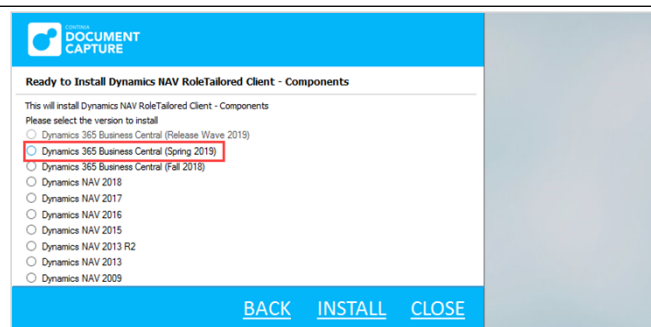 CONTINIA
DOCUMENT
CAPTURE
Ready to Install Dynamics NAV RoleTailored Client - Components
This will install Dynamics NAV RoleTailored Client - Components
Please select the version to install
Dynamics 365 Business Central (Release Wave 2019)
Dynamics 365 Business Central (Spring 2019)
Dynamics 365 Business Central (Fall 2018)
Dynamics NAV 2018
Dynamics NAV 2017
Dynamics NAV 2016
Dynamics NAV 2015
Dynamics NAV 2013 R2
Dynamics NAV 2013
Dynamics NAV 2009
BACK INSTALL CLOSE